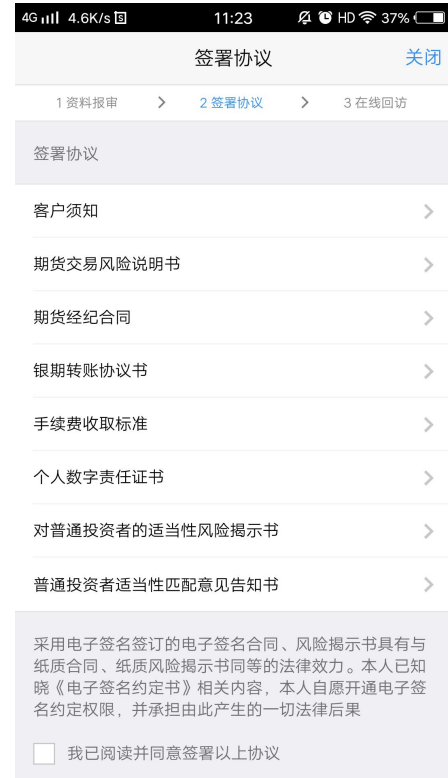 4G 4.6K/s S 11:23 HD 37%
签署协议 关闭
1 资料报审 > 2 签署协议 > 3 在线回访
签署协议
客户须知
期货交易风险说明书
期货经纪合同
银期转账协议书
手续费收取标准
个人数字责任证书
对普通投资者的适当性风险揭示书
普通投资者适当性匹配意见告知书
采用电子签名签订的电子签名合同、风险揭示书具有与
纸质合同、纸质风险揭示书同等的法律效力。本人已知
晓《电子签名约定书》相关内容，本人自愿开通电子签
名约定权限，并承担由此产生的一切法律后果
我已阅读并同意签署以上协议